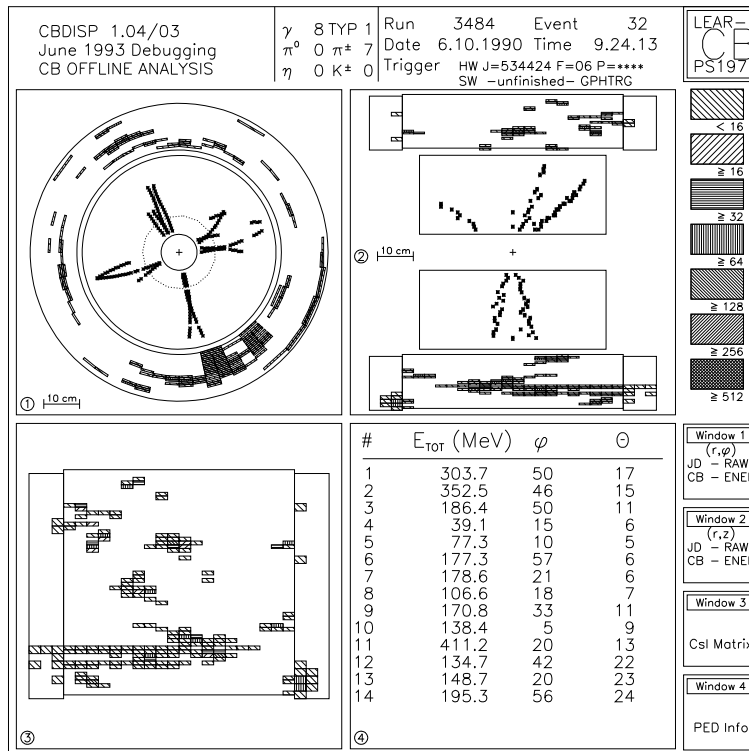 CBDISP 1.04/03
June 1993 Debugging
CB OFFLINE ANALYSIS
γ 8 TYP 1
π⁰ 0 π± 7
η 0 K± 0
Run 3484 Event 32
Date 6.10.1990 Time 9.24.13
Trigger HW J=534424 F=06 P=****
SW -unfinished- GPHTRG
LEAR-
CB
PS197
< 16
≥ 16
≥ 32
≥ 64
≥ 128
≥ 256
≥ 512
① 10 cm
② 10 cm
③
# E_TOT (MeV) φ Θ
1 303.7 50 17
2 352.5 46 15
3 186.4 50 11
4 39.1 15 6
5 77.3 10 5
6 177.3 57 6
7 178.6 21 6
8 106.6 18 7
9 170.8 33 11
10 138.4 5 9
11 411.2 20 13
12 134.7 42 22
13 148.7 20 23
14 195.3 56 24
④
Window 1
(r,φ)
JD - RAW
CB - ENE
Window 2
(r,z)
JD - RAW
CB - ENE
Window 3
CsI Matrix
Window 4
PED Info